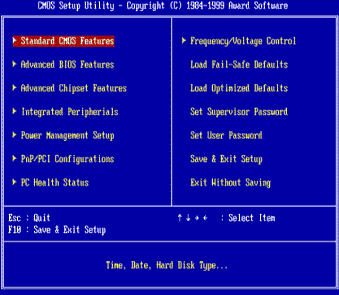 CMOS Setup Utility - Copyright (C) 1984-1999 Award Software
Standard CMOS Features
Advanced BIOS Features
Advanced Chipset Features
Integrated Peripherials
Power Management Setup
PnP/PCI Configurations
PC Health Status
Frequency/Voltage Control
Load Fail-Safe Defaults
Load Optimized Defaults
Set Supervisor Password
Set User Password
Save & Exit Setup
Exit Without Saving
Esc : Quit
F10 : Save & Exit Setup
↑ ↓ → ← : Select Item
Time, Date, Hard Disk Type...